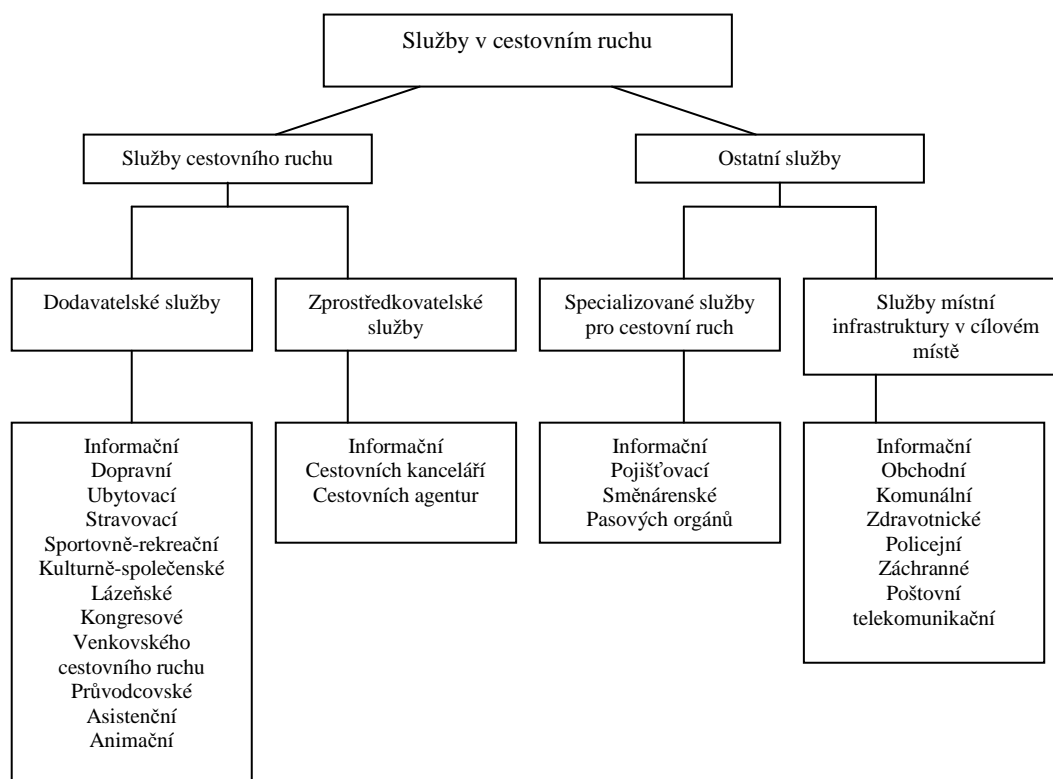 Služby v cestovním ruchu
Služby cestovního ruchu
Ostatní služby
Dodavatelské služby
Zprostředkovatelské
služby
Specializované služby
pro cestovní ruch
Služby místní
infrastruktury v cílovém
místě
Informační
Dopravní
Ubytovací
Stravovací
Sportovně-rekreační
Kulturně-společenské
Lázeňské
Kongresové
Venkovského
cestovního ruchu
Průvodcovské
Asistenční
Animační
Informační
Cestovních kanceláří
Cestovních agentur
Informační
Pojišťovací
Směnárenské
Pasových orgánů
Informační
Obchodní
Komunální
Zdravotnické
Policejní
Záchranné
Poštovní
telekomunikační